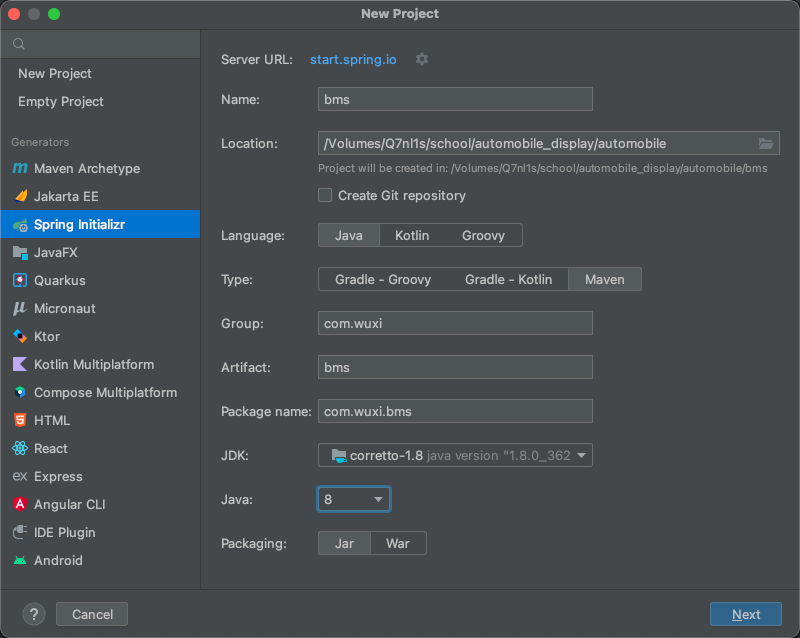 New Project
New Project
Empty Project
Generators
Maven Archetype
Jakarta EE
Spring Initializr
JavaFX
Quarkus
Micronaut
Ktor
Kotlin Multiplatform
Compose Multiplatform
HTML
React
Express
Angular CLI
IDE Plugin
Android
Server URL: start.spring.io
Name: bms
Location: /Volumes/Q7nl1s/school/automobile_display/automobile
Project will be created in: /Volumes/Q7nl1s/school/automobile_display/automobile/bms
Create Git repository
Language: Java Kotlin Groovy
Type: Gradle - Groovy Gradle - Kotlin Maven
Group: com.wuxi
Artifact: bms
Package name: com.wuxi.bms
JDK: corretto-1.8 java version "1.8.0_362
Java: 8
Packaging: Jar War
? Cancel Next